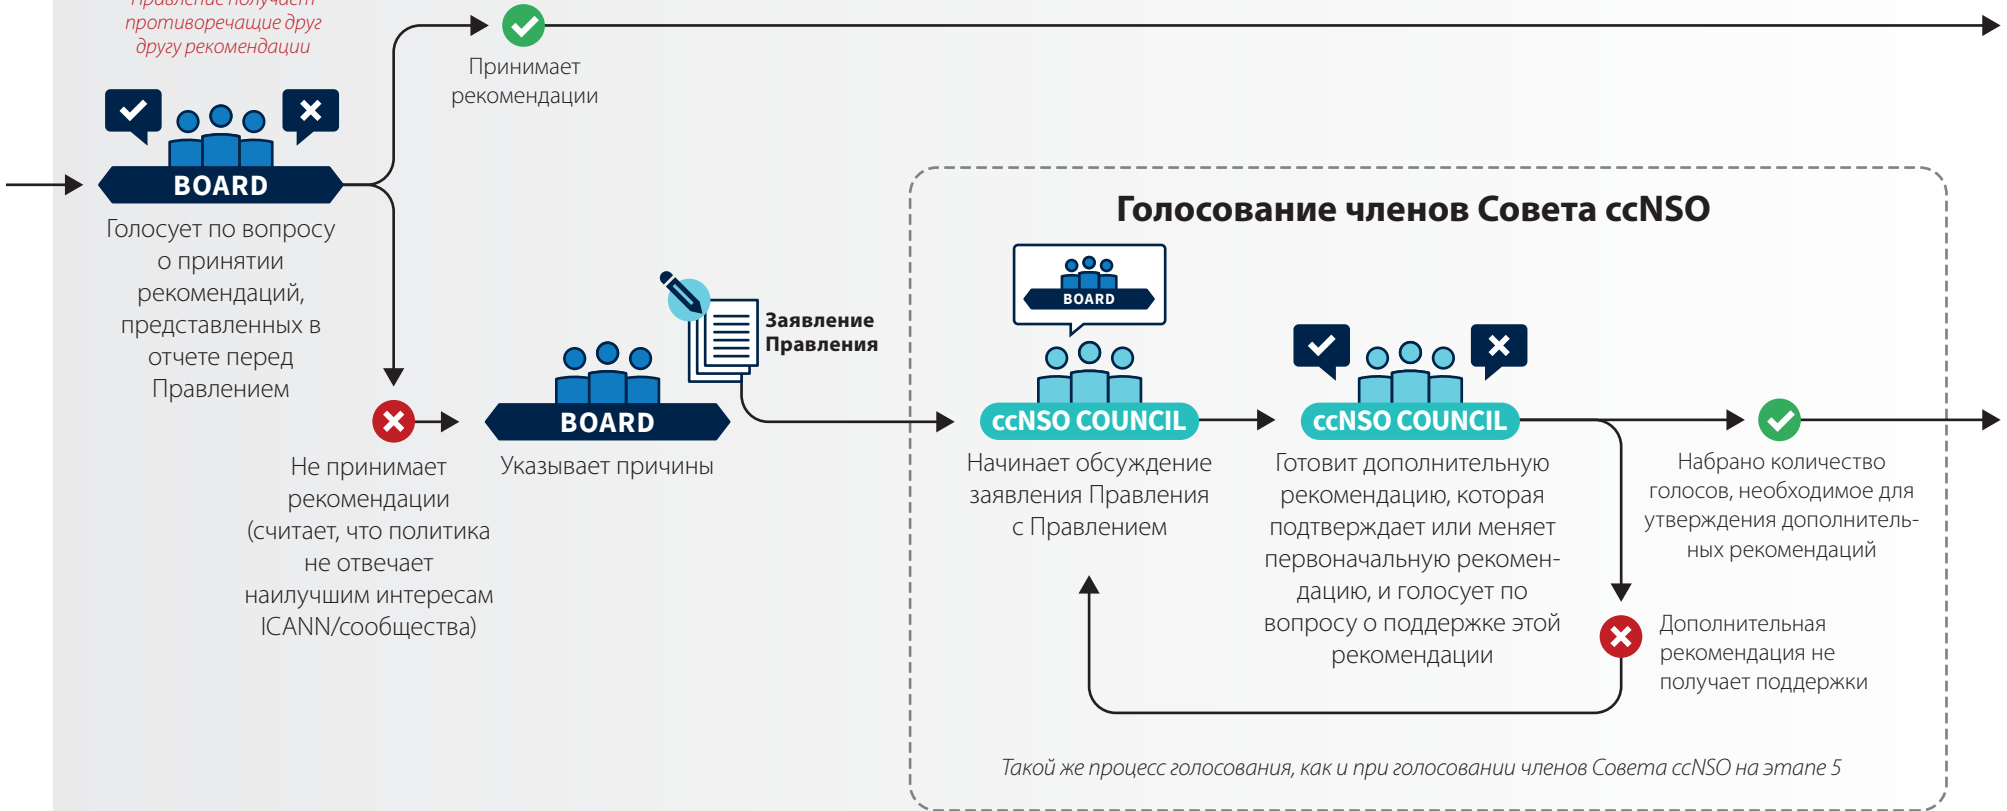 Правление получает
противоречащие друг
другу рекомендации
Принимает
рекомендации
BOARD
Голосует по вопросу
о принятии
рекомендаций,
представленных в
отчете перед
Правлением
Не принимает
рекомендации
(считает, что политика
не отвечает
наилучшим интересам
ICANN/сообщества)
BOARD
Указывает причины
Заявление
Правления
Голосование членов Совета ccNSO
BOARD
ccNSO COUNCIL
Начинает обсуждение
заявления Правления
с Правлением
ccNSO COUNCIL
Готовит дополнительную
рекомендацию, которая
подтверждает или меняет
первоначальную рекомен-
дацию, и голосует по
вопросу о поддержке этой
рекомендации
Набрано количество
голосов, необходимое для
утверждения дополнитель-
ных рекомендаций
Дополнительная
рекомендация не
получает поддержки
Такой же процесс голосования, как и при голосовании членов Совета ccNSO на этапе 5